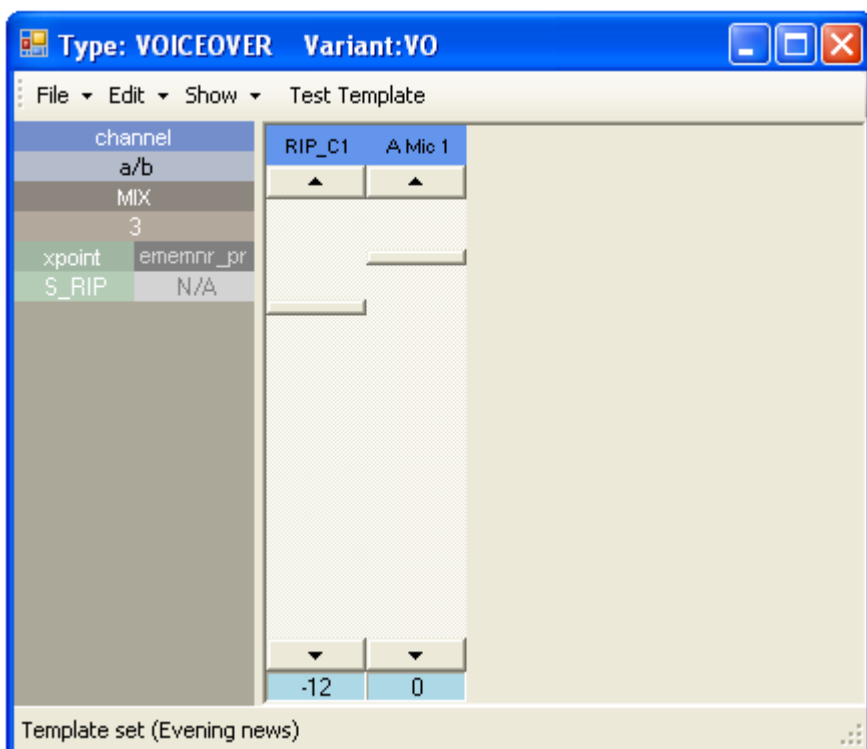 Type: VOICEOVER Variant:VO
File Edit Show Test Template
channel
a/b
MIX
3
xpoint ememnr_pr
S_RIP N/A
RIP_C1 A Mic 1
-12 0
Template set (Evening news)